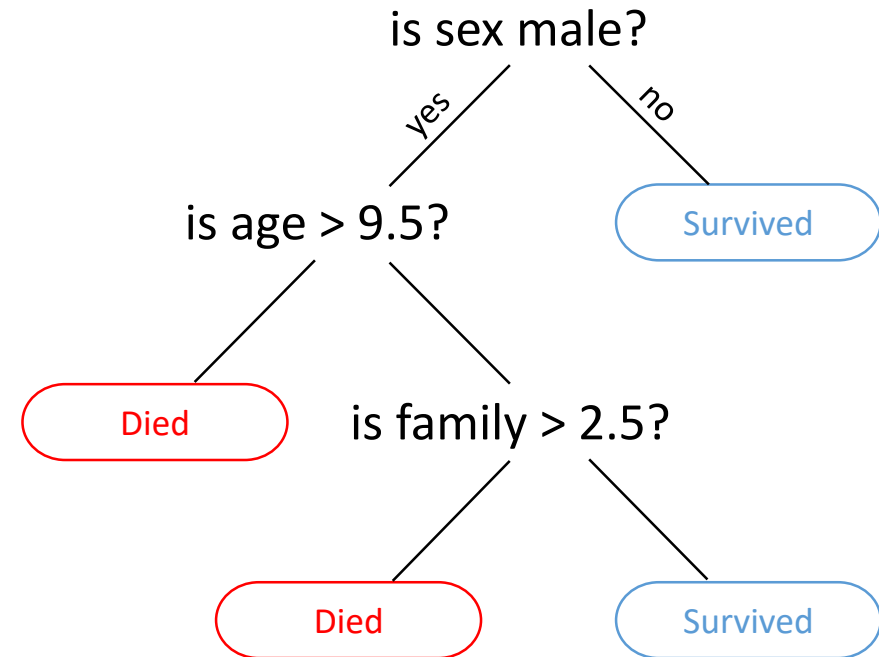 is sex male?
yes
no
is age > 9.5?
Survived
Died
is family > 2.5?
Died
Survived